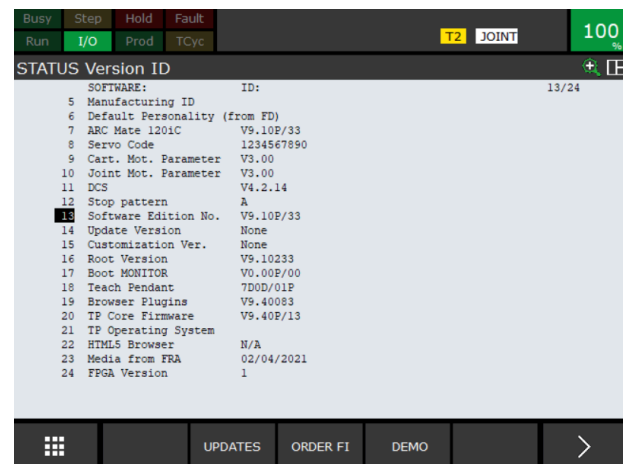 Busy Step Hold Fault
Run I/O Prod TCyc T2 JOINT 100 %
STATUS Version ID
SOFTWARE: ID: 13/24
5 Manufacturing ID
6 Default Personality (from FD)
7 ARC Mate 120iC V9.10P/33
8 Servo Code 1234567890
9 Cart. Mot. Parameter V3.00
10 Joint Mot. Parameter V3.00
11 DCS V4.2.14
12 Stop pattern A
13 Software Edition No. V9.10P/33
14 Update Version None
15 Customization Ver. None
16 Root Version V9.10233
17 Boot MONITOR V0.00P/00
18 Teach Pendant 7D0D/01P
19 Browser Plugins V9.40083
20 TP Core Firmware V9.40P/13
21 TP Operating System
22 HTML5 Browser N/A
23 Media from FRA 02/04/2021
24 FPGA Version 1
UPDATES ORDER FI DEMO